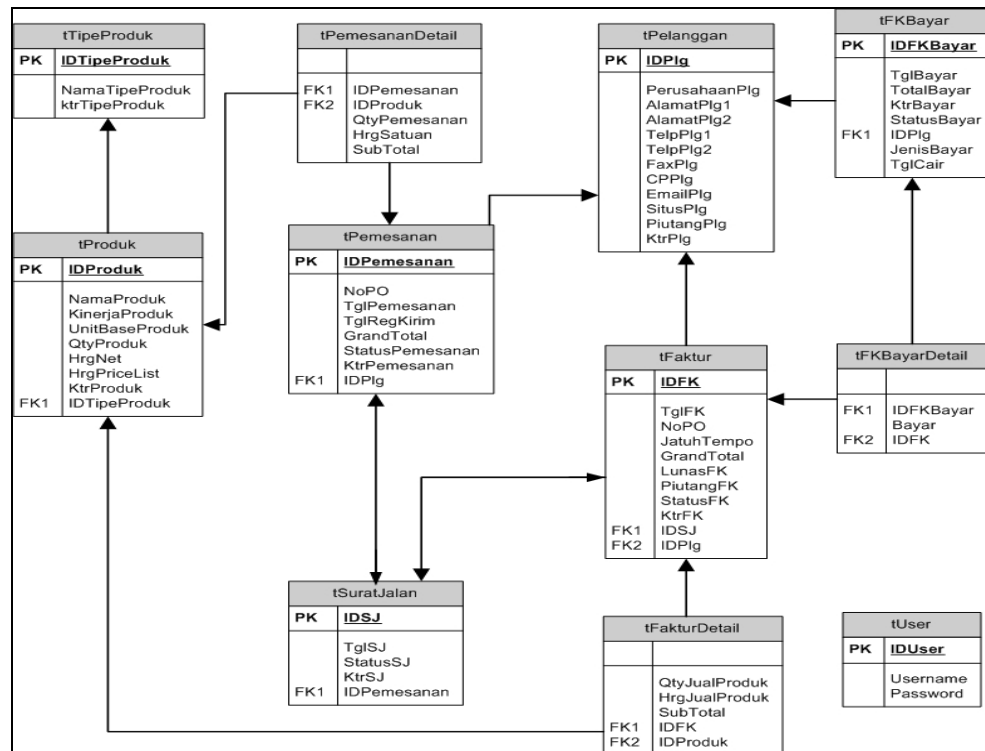 tTipeProduk
PK IDTipeProduk
NamaTipeProduk
ktrTipeProduk
tPemesananDetail
FK1 IDPemesanan
FK2 IDProduk
QtyPemesanan
HrgSatuan
SubTotal
tPelanggan
PK IDPlg
PerusahaanPlg
AlamatPlg1
AlamatPlg2
TelpPlg1
TelpPlg2
FaxPlg
CPPlg
EmailPlg
SitusPlg
PiutangPlg
KtrPlg
tFKBayar
PK IDFKBayar
TglBayar
TotalBayar
KtrBayar
StatusBayar
FK1 IDPlg
JenisBayar
TglCair
tProduk
PK IDProduk
NamaProduk
KinerjaProduk
UnitBaseProduk
QtyProduk
HrgNet
HrgPriceList
KtrProduk
FK1 IDTipeProduk
tPemesanan
PK IDPemesanan
NoPO
TglPemesanan
TglRegKirim
GrandTotal
StatusPemesanan
KtrPemesanan
FK1 IDPlg
tFaktur
PK IDFK
TglFK
NoPO
JatuhTempo
GrandTotal
LunasFK
PiutangFK
StatusFK
KtrFK
FK1 IDSJ
FK2 IDPlg
tFKBayarDetail
FK1 IDFKBayar
Bayar
FK2 IDFK
tSuratJalan
PK IDSJ
TglSJ
StatusSJ
KtrSJ
FK1 IDPemesanan
tFakturDetail
QtyJualProduk
HrgJualProduk
SubTotal
FK1 IDFK
FK2 IDProduk
tUser
PK IDUser
Username
Password